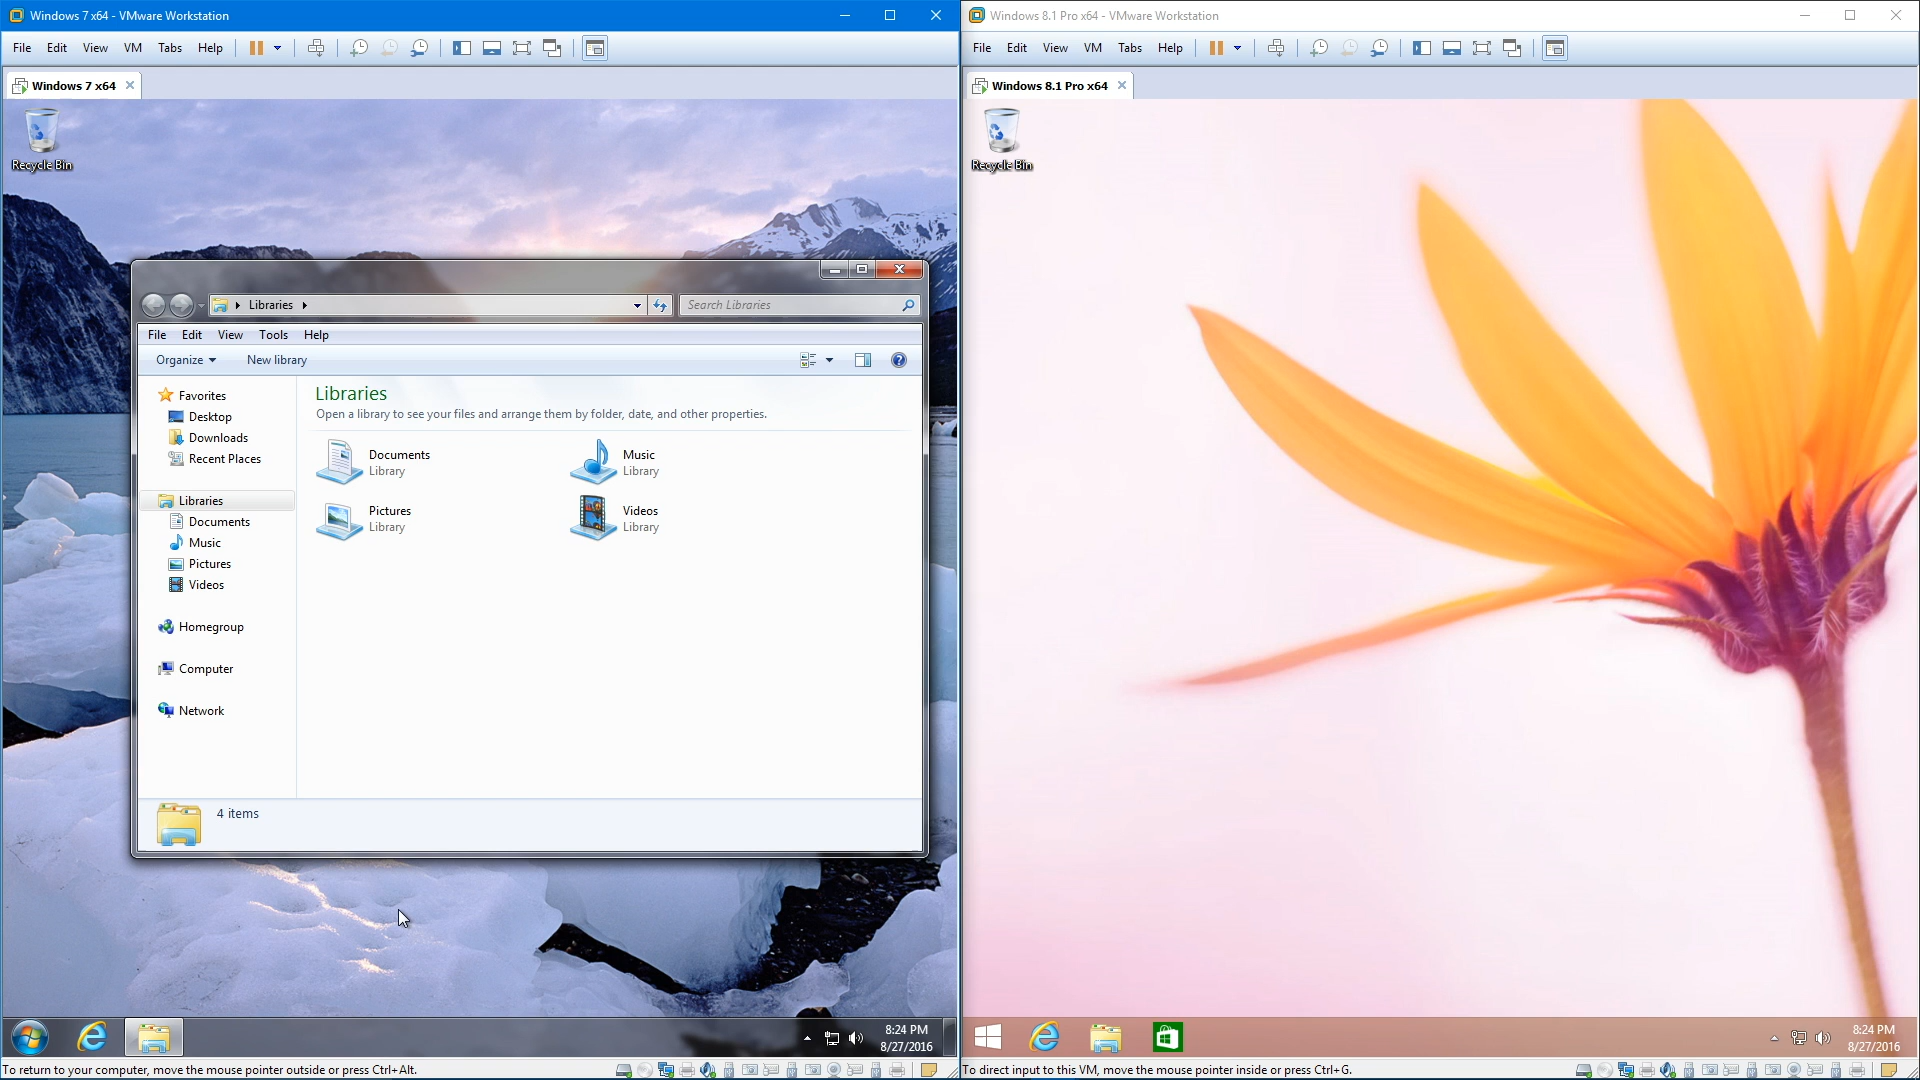 Windows 7 x64 - VMware Workstation
File Edit View VM Tabs Help
Windows 7 x64
Recycle Bin
Libraries
Search Libraries
File Edit View Tools Help
Organize New library
Favorites
Desktop
Downloads
Recent Places
Libraries
Documents
Music
Pictures
Videos
Homegroup
Computer
Network
Libraries
Open a library to see your files and arrange them by folder, date, and other properties.
Documents
Library
Music
Library
Pictures
Library
Videos
Library
4 items
8:24 PM
8/27/2016
To return to your computer, move the mouse pointer outside or press Ctrl+Alt.
Windows 8.1 Pro x64 - VMware Workstation
File Edit View VM Tabs Help
Windows 8.1 Pro x64
Recycle Bin
8:24 PM
8/27/2016
To direct input to this VM, move the mouse pointer inside or press Ctrl+G.